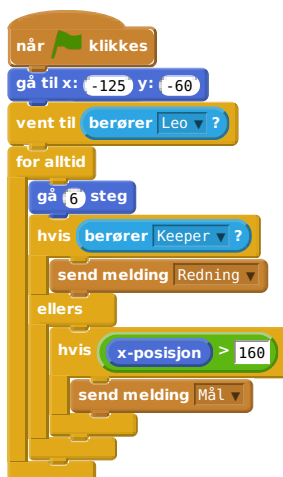 når klikkes
gå til x: -125 y: -60
vent til berører Leo ?
for alltid
gå 6 steg
hvis berører Keeper ?
send melding Redning
ellers
hvis x-posisjon > 160
send melding Mål